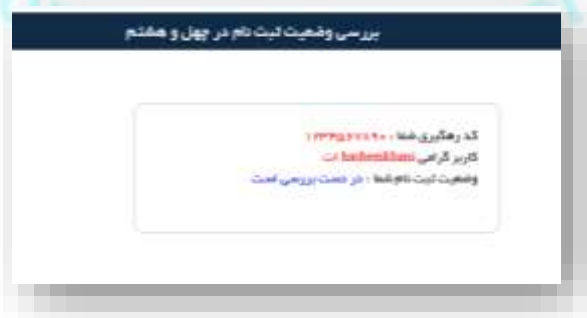 بررسی وضعیت ثبت نام در چهل و هشتم
کد رهگیری شما : ۱۲۳۴۵۶۷۸۹۰
کاربر گرامی
وضعیت ثبت نام شما : در دست بررسی است